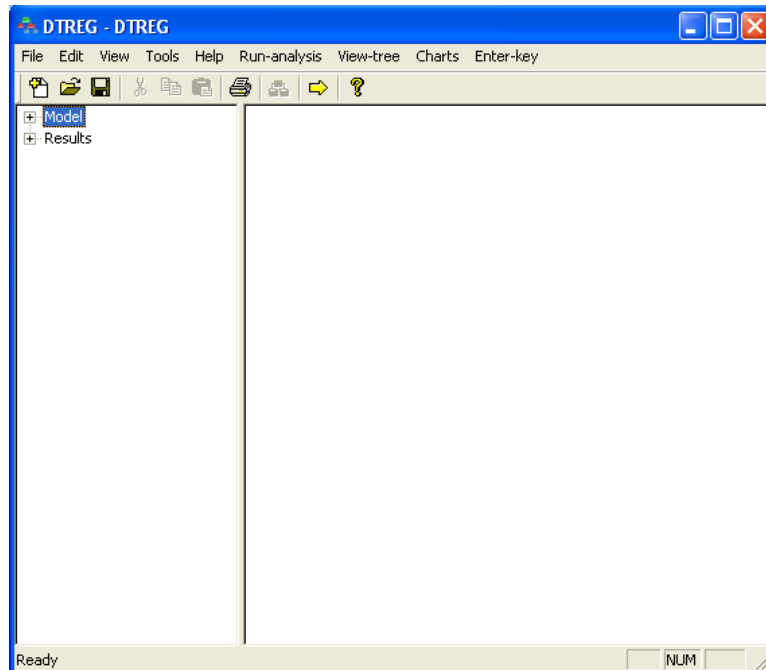 DTREG - DTREG
File Edit View Tools Help Run-analysis View-tree Charts Enter-key
Model
Results
Ready NUM